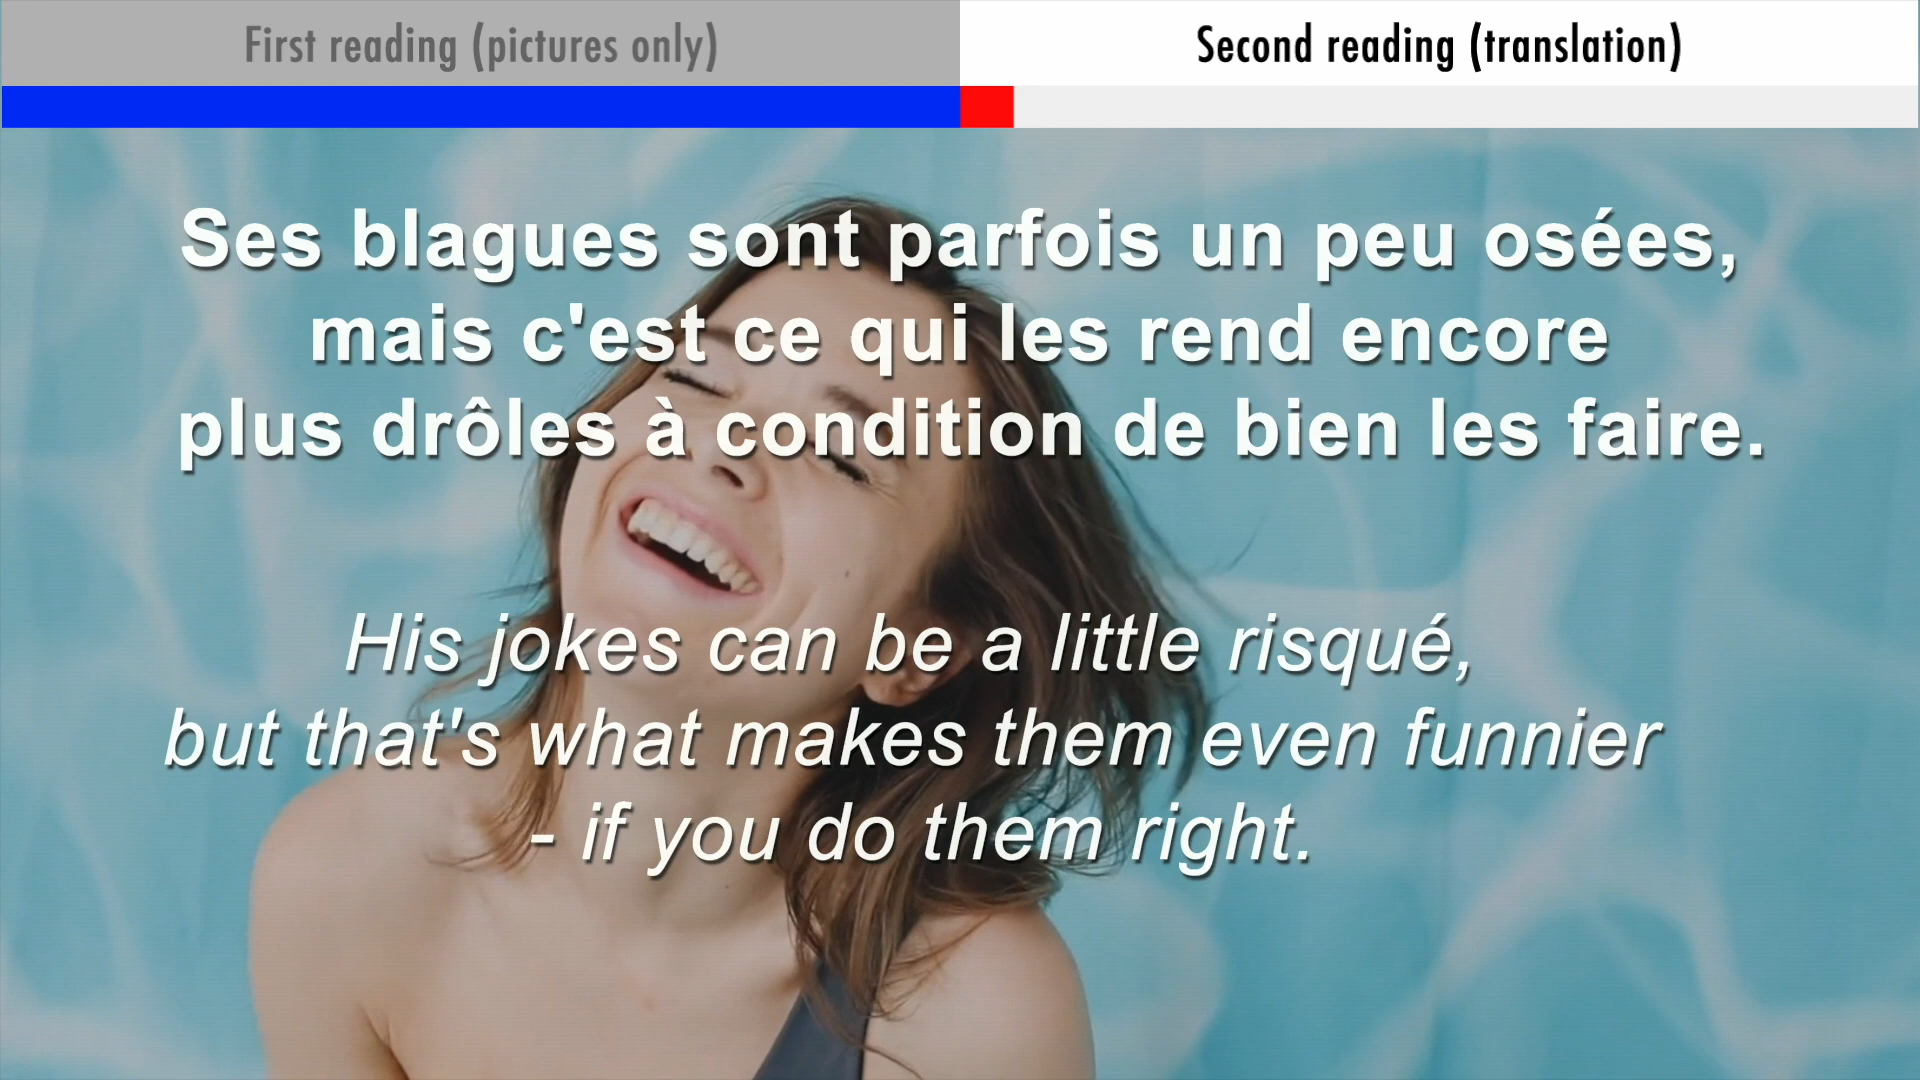 First reading (pictures only)
Second reading (translation)
Ses blagues sont parfois un peu osées,
mais c'est ce qui les rend encore
plus drôles à condition de bien les faire.
His jokes can be a little risqué,
but that's what makes them even funnier
- if you do them right.